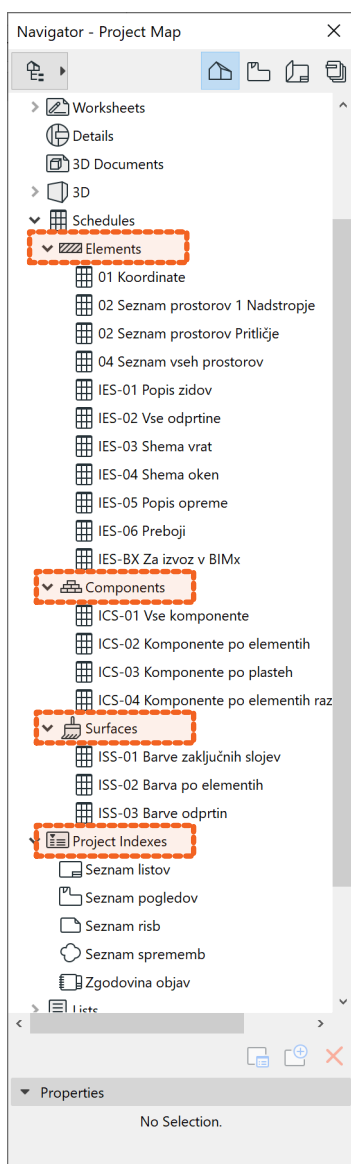 Navigator - Project Map
Worksheets
Details
3D Documents
3D
Schedules
Elements
01 Koordinate
02 Seznam prostorov 1 Nadstropje
02 Seznam prostorov Pritličje
04 Seznam vseh prostorov
IES-01 Popis zidov
IES-02 Vse odprtine
IES-03 Shema vrat
IES-04 Shema oken
IES-05 Popis opreme
IES-06 Preboji
IES-BX Za izvoz v BIMx
Components
ICS-01 Vse komponente
ICS-02 Komponente po elementih
ICS-03 Komponente po plasteh
ICS-04 Komponente po elementih raz
Surfaces
ISS-01 Barve zaključnih slojev
ISS-02 Barva po elementih
ISS-03 Barve odprtin
Project Indexes
Seznam listov
Seznam pogledov
Seznam risb
Seznam sprememb
Zgodovina objav
Lists
Properties
No Selection.